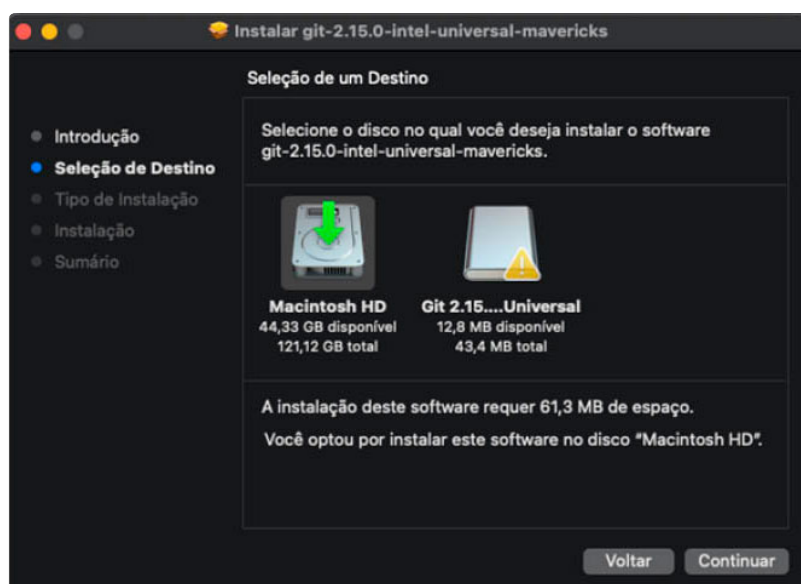 Instalar git-2.15.0-intel-universal-mavericks
Seleção de um Destino
Introdução
Seleção de Destino
Tipo de Instalação
Instalação
Sumário
Selecione o disco no qual você deseja instalar o software
git-2.15.0-intel-universal-mavericks.
Macintosh HD
44,33 GB disponível
121,12 GB total
Git 2.15....Universal
12,8 MB disponível
43,4 MB total
A instalação deste software requer 61,3 MB de espaço.
Você optou por instalar este software no disco "Macintosh HD".
Voltar
Continuar